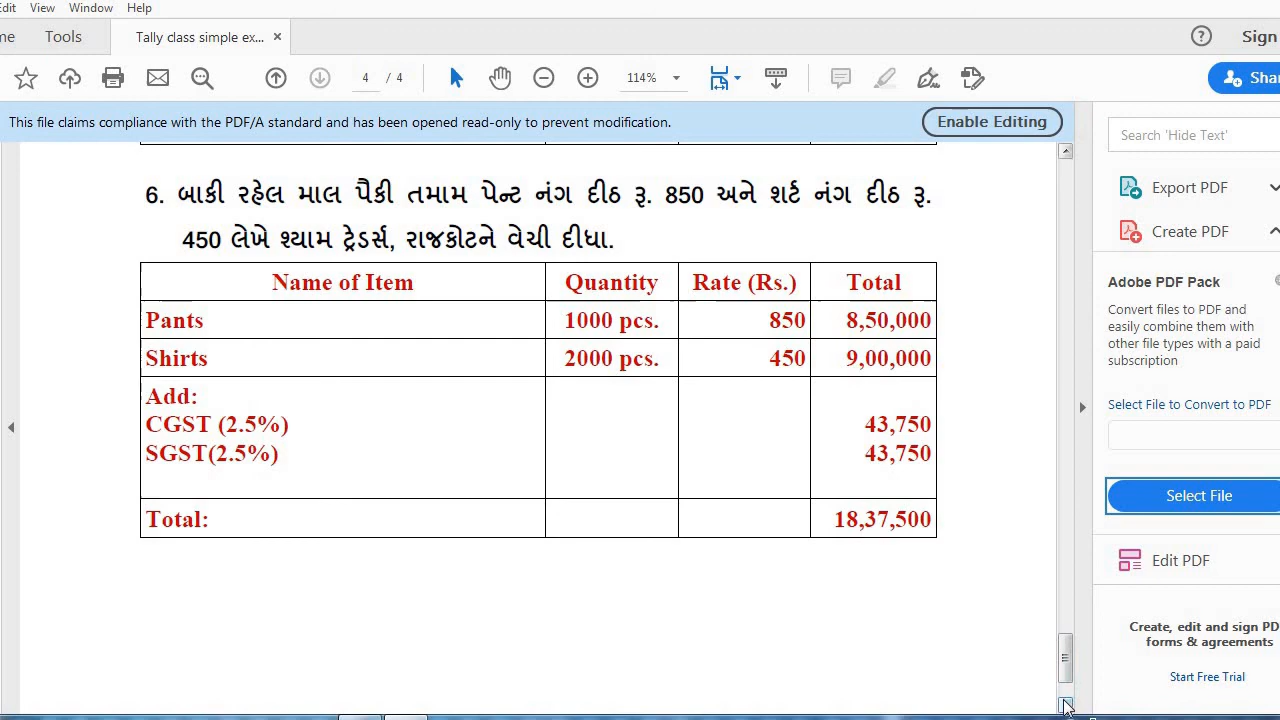 Edit View Window Help
me Tools Tally class simple ex... × Sign
4 / 4 114% Shar
This file claims compliance with the PDF/A standard and has been opened read-only to prevent modification. Enable Editing
6. બાકી રહેલ માલ પૈકી તમામ પેન્ટ નંગ દીઠ રૂ. 850 અને શર્ટ નંગ દીઠ રૂ.
450 લેખે શ્યામ ટ્રેડર્સ, રાજકોટને વેચી દીધા.
Name of Item Quantity Rate (Rs.) Total
Pants 1000 pcs. 850 8,50,000
Shirts 2000 pcs. 450 9,00,000
Add:
CGST (2.5%) 43,750
SGST(2.5%) 43,750
Total: 18,37,500
Search 'Hide Text'
Export PDF
Create PDF
Adobe PDF Pack
Convert files to PDF and
easily combine them with
other file types with a paid
subscription
Select File to Convert to PDF
Select File
Edit PDF
Create, edit and sign PD
forms & agreements
Start Free Trial